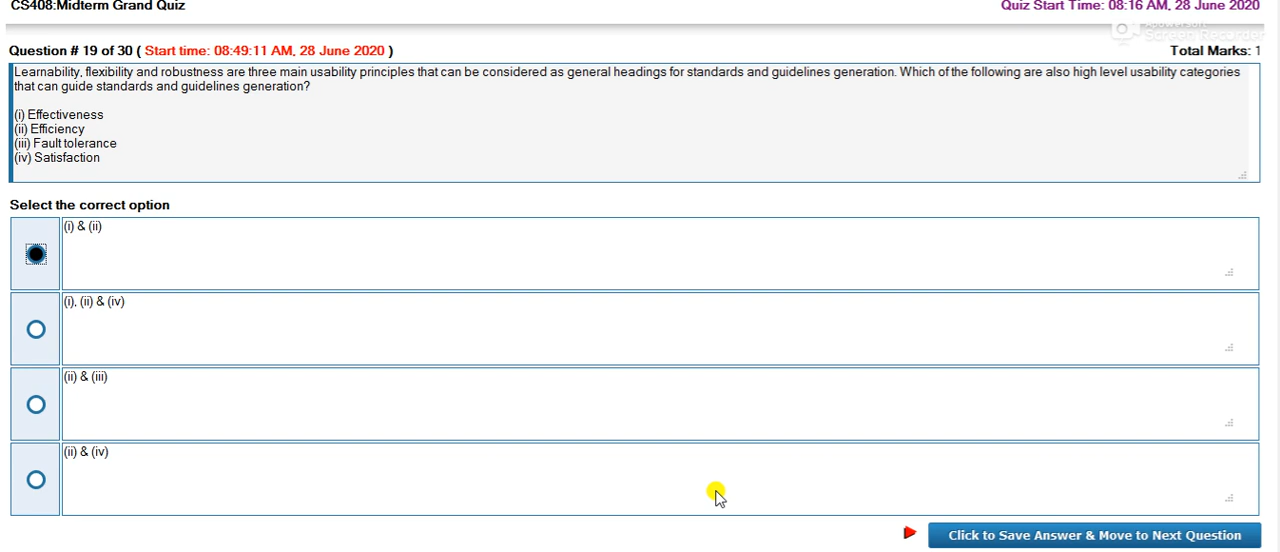 CS408:Midterm Grand Quiz
Quiz Start Time: 08:16 AM, 28 June 2020
Apowersoft
Screen Recorder
Question # 19 of 30 ( Start time: 08:49:11 AM, 28 June 2020 )
Total Marks: 1
Learnability, flexibility and robustness are three main usability principles that can be considered as general headings for standards and guidelines generation. Which of the following are also high level usability categories
that can guide standards and guidelines generation?
(i) Effectiveness
(ii) Efficiency
(iii) Fault tolerance
(iv) Satisfaction
Select the correct option
(i) & (ii)
(i), (ii) & (iv)
(ii) & (iii)
(ii) & (iv)
Click to Save Answer & Move to Next Question